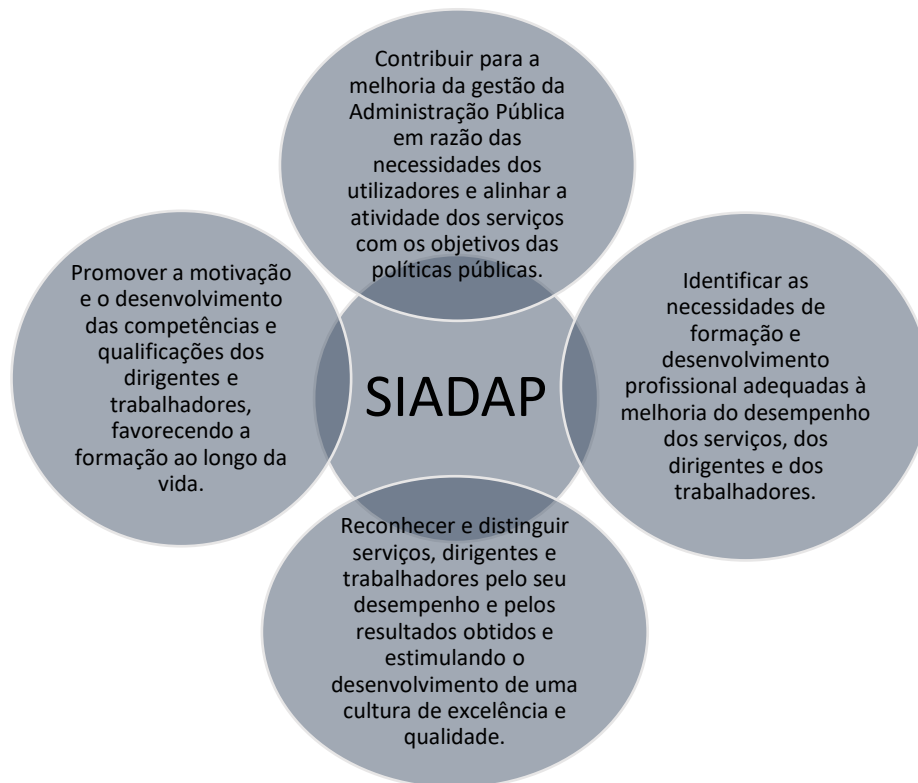 Contribuir para a
melhoria da gestão da
Administração Pública
em razão das
necessidades dos
utilizadores e alinhar a
atividade dos serviços
com os objetivos das
políticas públicas.
Promover a motivação
e o desenvolvimento
das competências e
qualificações dos
dirigentes e
trabalhadores,
favorecendo a
formação ao longo da
vida.
SIADAP
Identificar as
necessidades de
formação e
desenvolvimento
profissional adequadas à
melhoria do desempenho
dos serviços, dos
dirigentes e dos
trabalhadores.
Reconhecer e distinguir
serviços, dirigentes e
trabalhadores pelo seu
desempenho e pelos
resultados obtidos e
estimulando o
desenvolvimento de uma
cultura de excelência e
qualidade.